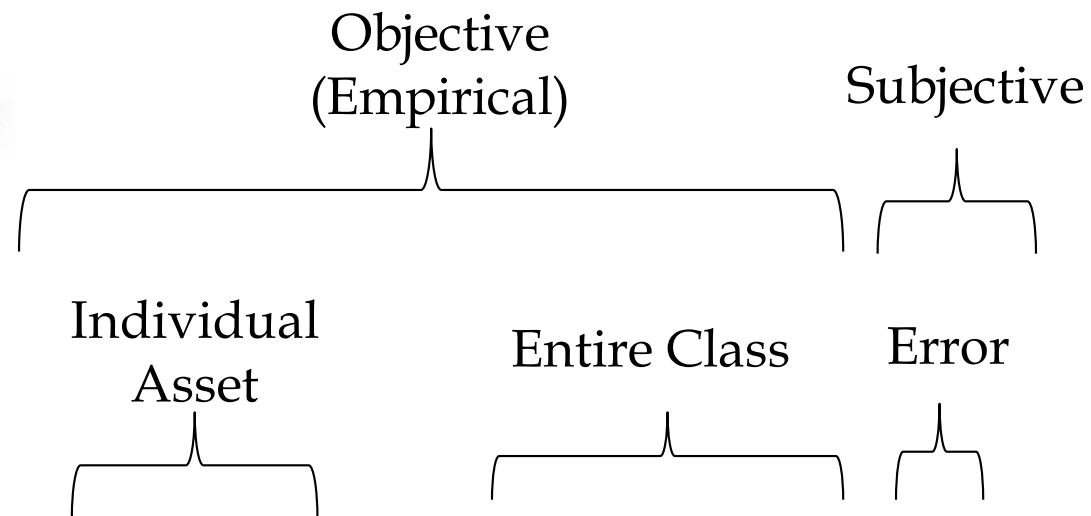 Objective
(Empirical)
Subjective
Individual
Asset
Entire Class
Error